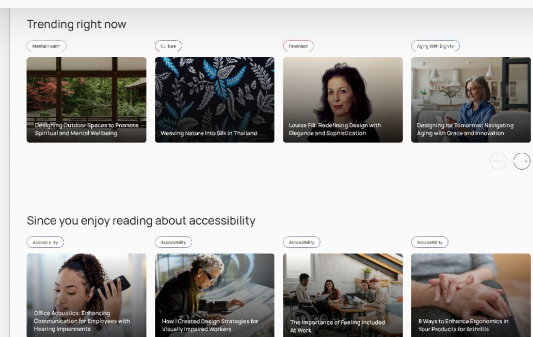 Trending right now
Mental Health
Culture
Feminism
Aging With Dignity
Designing Outdoor Spaces to Promote
Spiritual and Mental Wellbeing
Weaving Nature into Silk in Thailand
Louisa Fili: Redefining Design with
Elegance and Sophistication
Designing for Tomorrow: Navigating
Aging with Grace and Innovation
Since you enjoy reading about accessibility
Accessibility
Accessibility
Accessibility
Accessibility
Office Acoustics: Enhancing
Communication for Employees with
Hearing Impairments
How I Created Design Strategies for
Visually Impaired Workers
The Importance of Feeling Included
At Work
8 Ways to Enhance Ergonomics in
Your Products for Arthritis